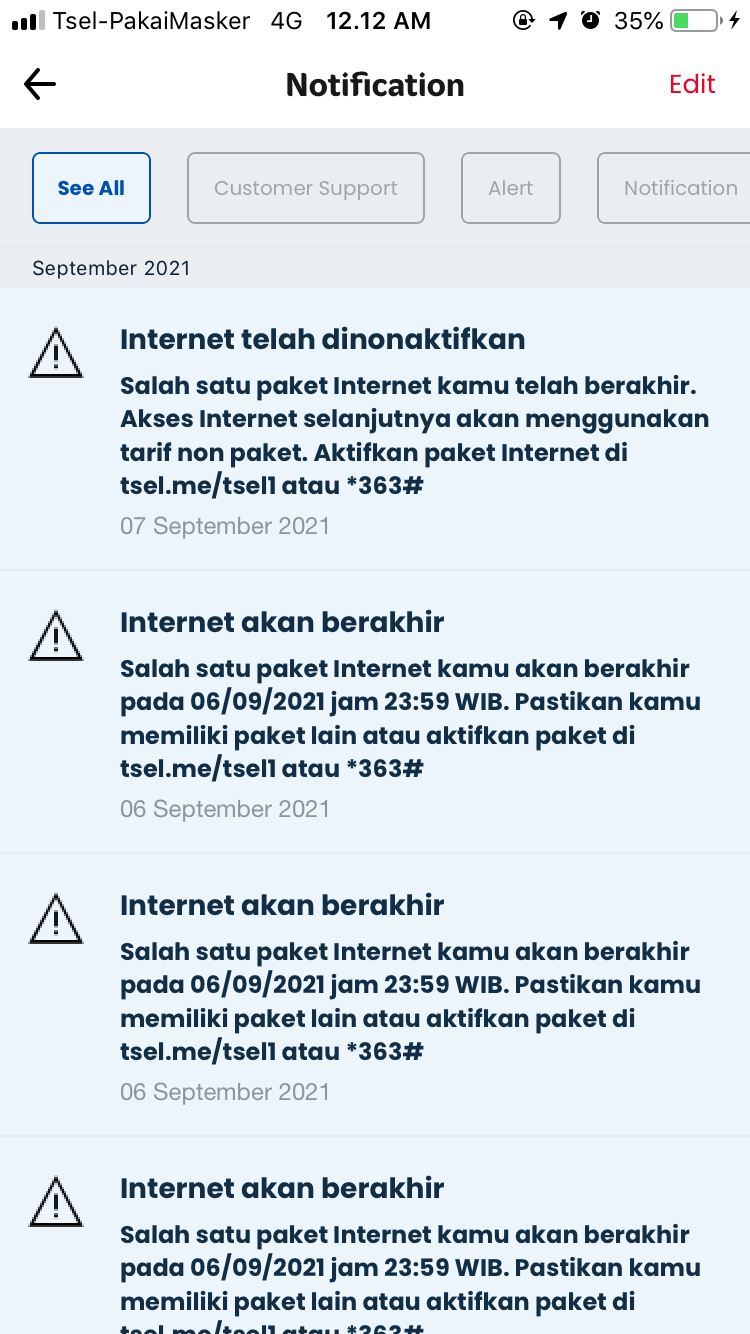 Tsel-PakaiMasker 4G 12.12 AM 35%
Notification Edit
See All Customer Support Alert Notification
September 2021
Internet telah dinonaktifkan
Salah satu paket Internet kamu telah berakhir.
Akses Internet selanjutnya akan menggunakan
tarif non paket. Aktifkan paket Internet di
tsel.me/tsel1 atau *363#
07 September 2021
Internet akan berakhir
Salah satu paket Internet kamu akan berakhir
pada 06/09/2021 jam 23:59 WIB. Pastikan kamu
memiliki paket lain atau aktifkan paket di
tsel.me/tsel1 atau *363#
06 September 2021
Internet akan berakhir
Salah satu paket Internet kamu akan berakhir
pada 06/09/2021 jam 23:59 WIB. Pastikan kamu
memiliki paket lain atau aktifkan paket di
tsel.me/tsel1 atau *363#
06 September 2021
Internet akan berakhir
Salah satu paket Internet kamu akan berakhir
pada 06/09/2021 jam 23:59 WIB. Pastikan kamu
memiliki paket lain atau aktifkan paket di
tsel.me/tsel1 atau *363#